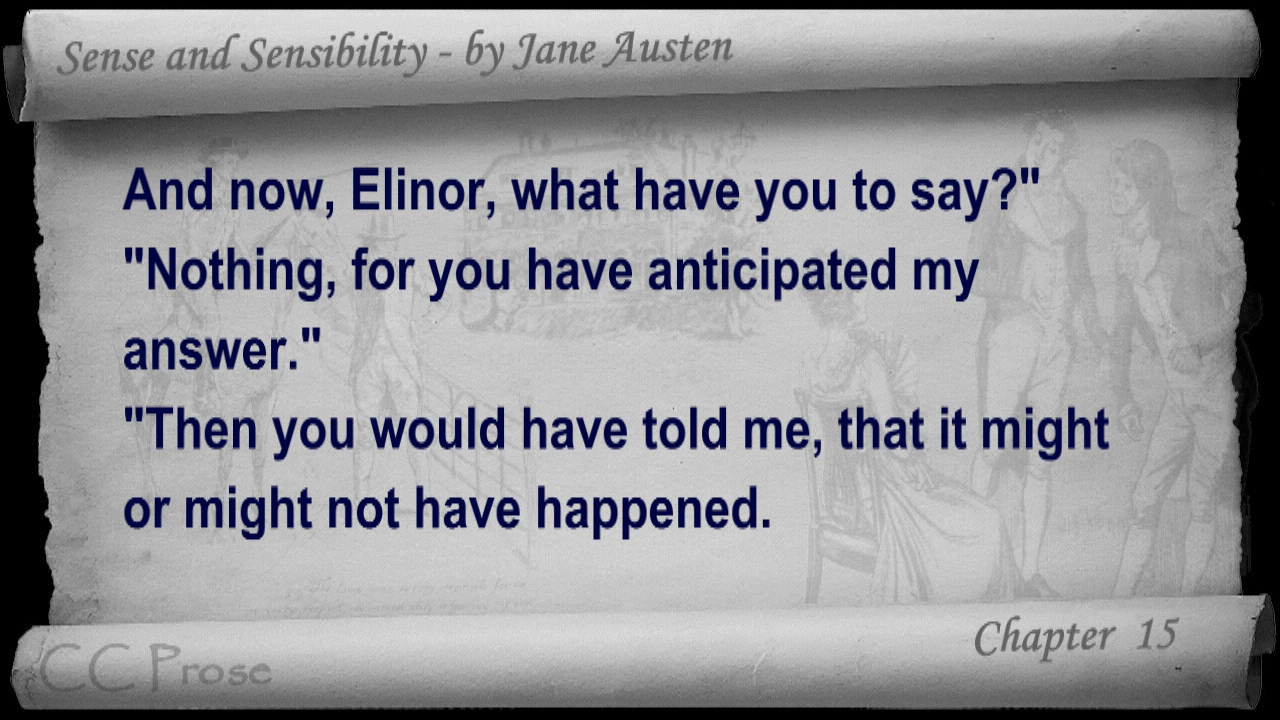 Sense and Sensibility - by Jane Austen
And now, Elinor, what have you to say?"
"Nothing, for you have anticipated my
answer."
"Then you would have told me, that it might
or might not have happened.
Chapter 15
CC Prose